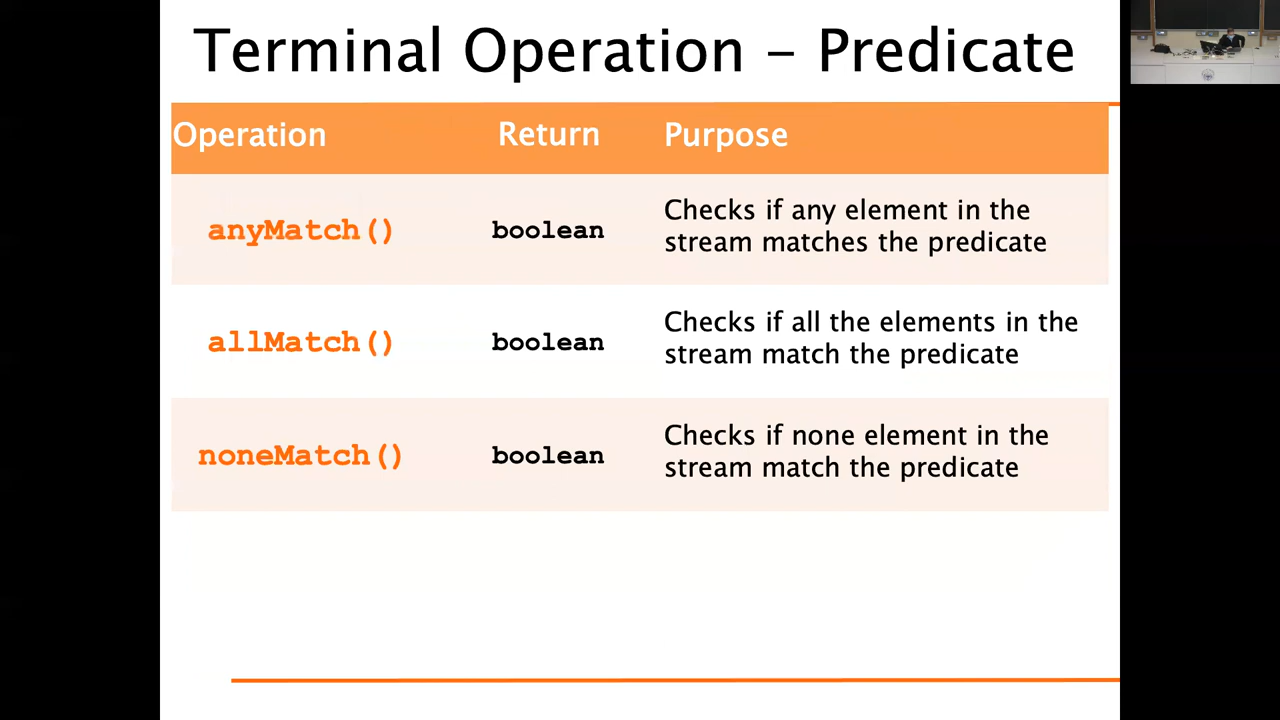 Terminal Operation – Predicate
Operation Return Purpose
anyMatch() boolean Checks if any element in the
stream matches the predicate
allMatch() boolean Checks if all the elements in the
stream match the predicate
noneMatch() boolean Checks if none element in the
stream match the predicate